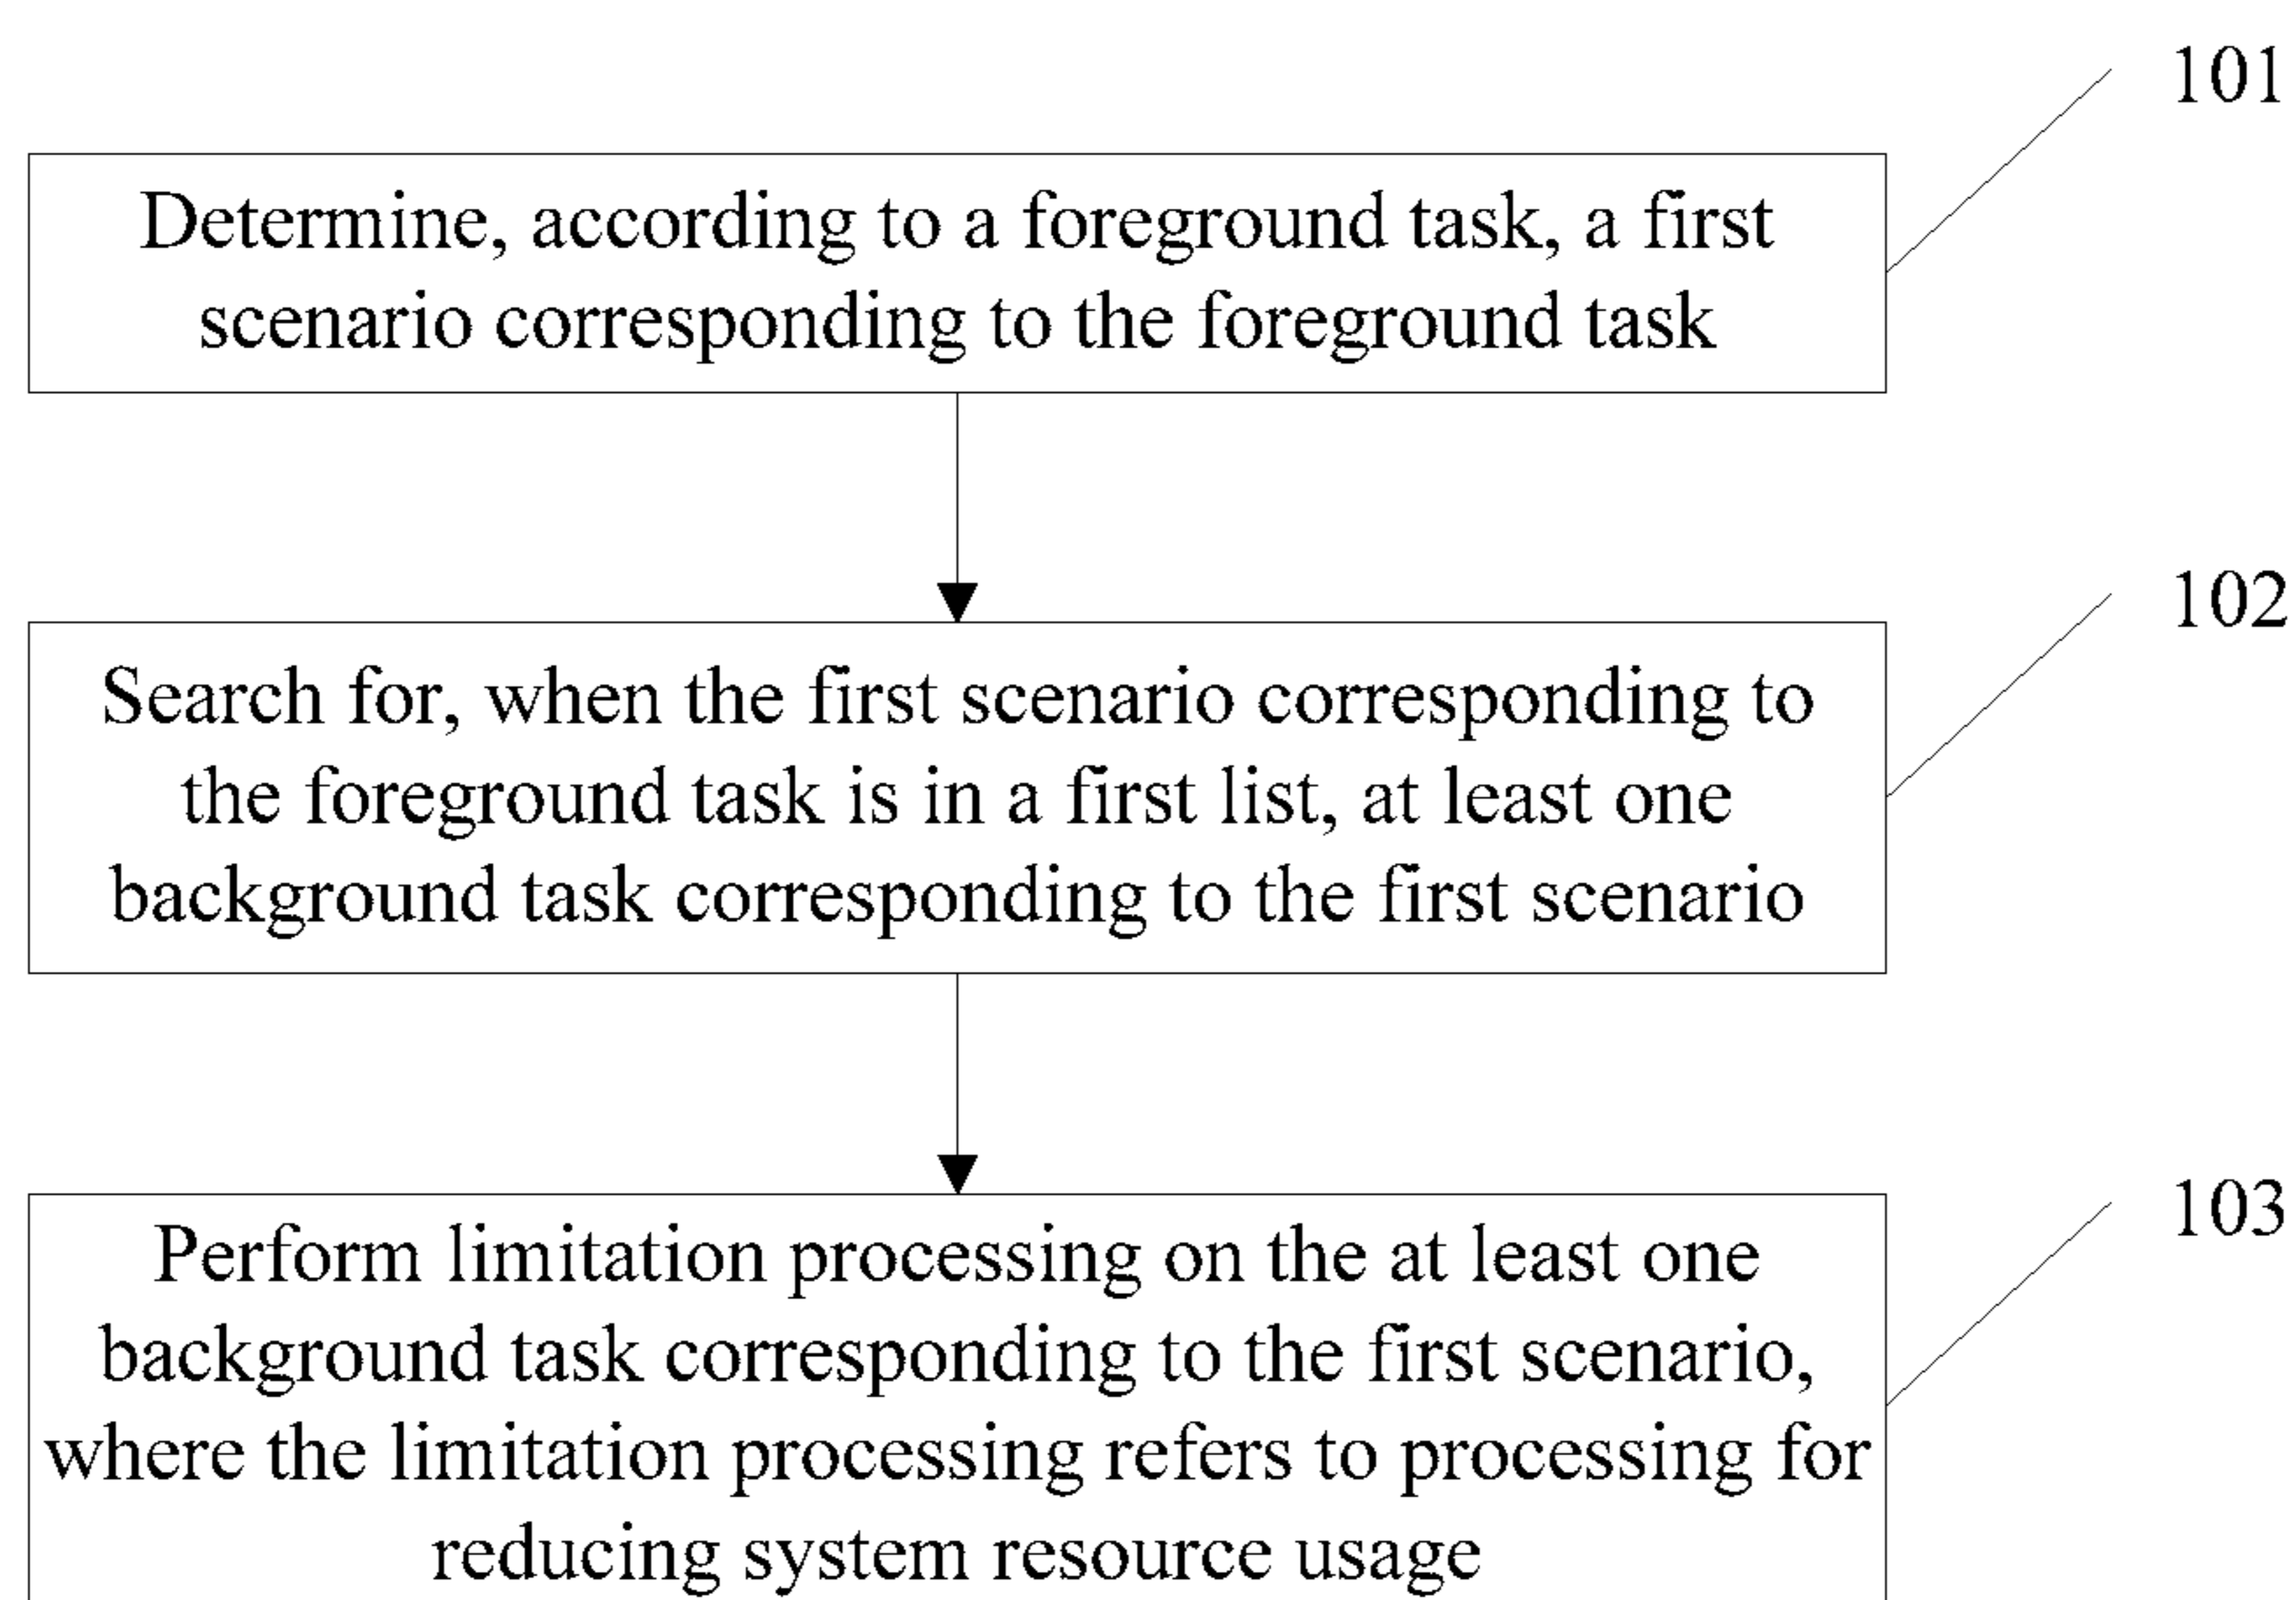 101
Determine, according to a foreground task, a first
scenario corresponding to the foreground task
102
Search for, when the first scenario corresponding to
the foreground task is in a first list, at least one
background task corresponding to the first scenario
103
Perform limitation processing on the at least one
background task corresponding to the first scenario,
where the limitation processing refers to processing for
reducing system resource usage